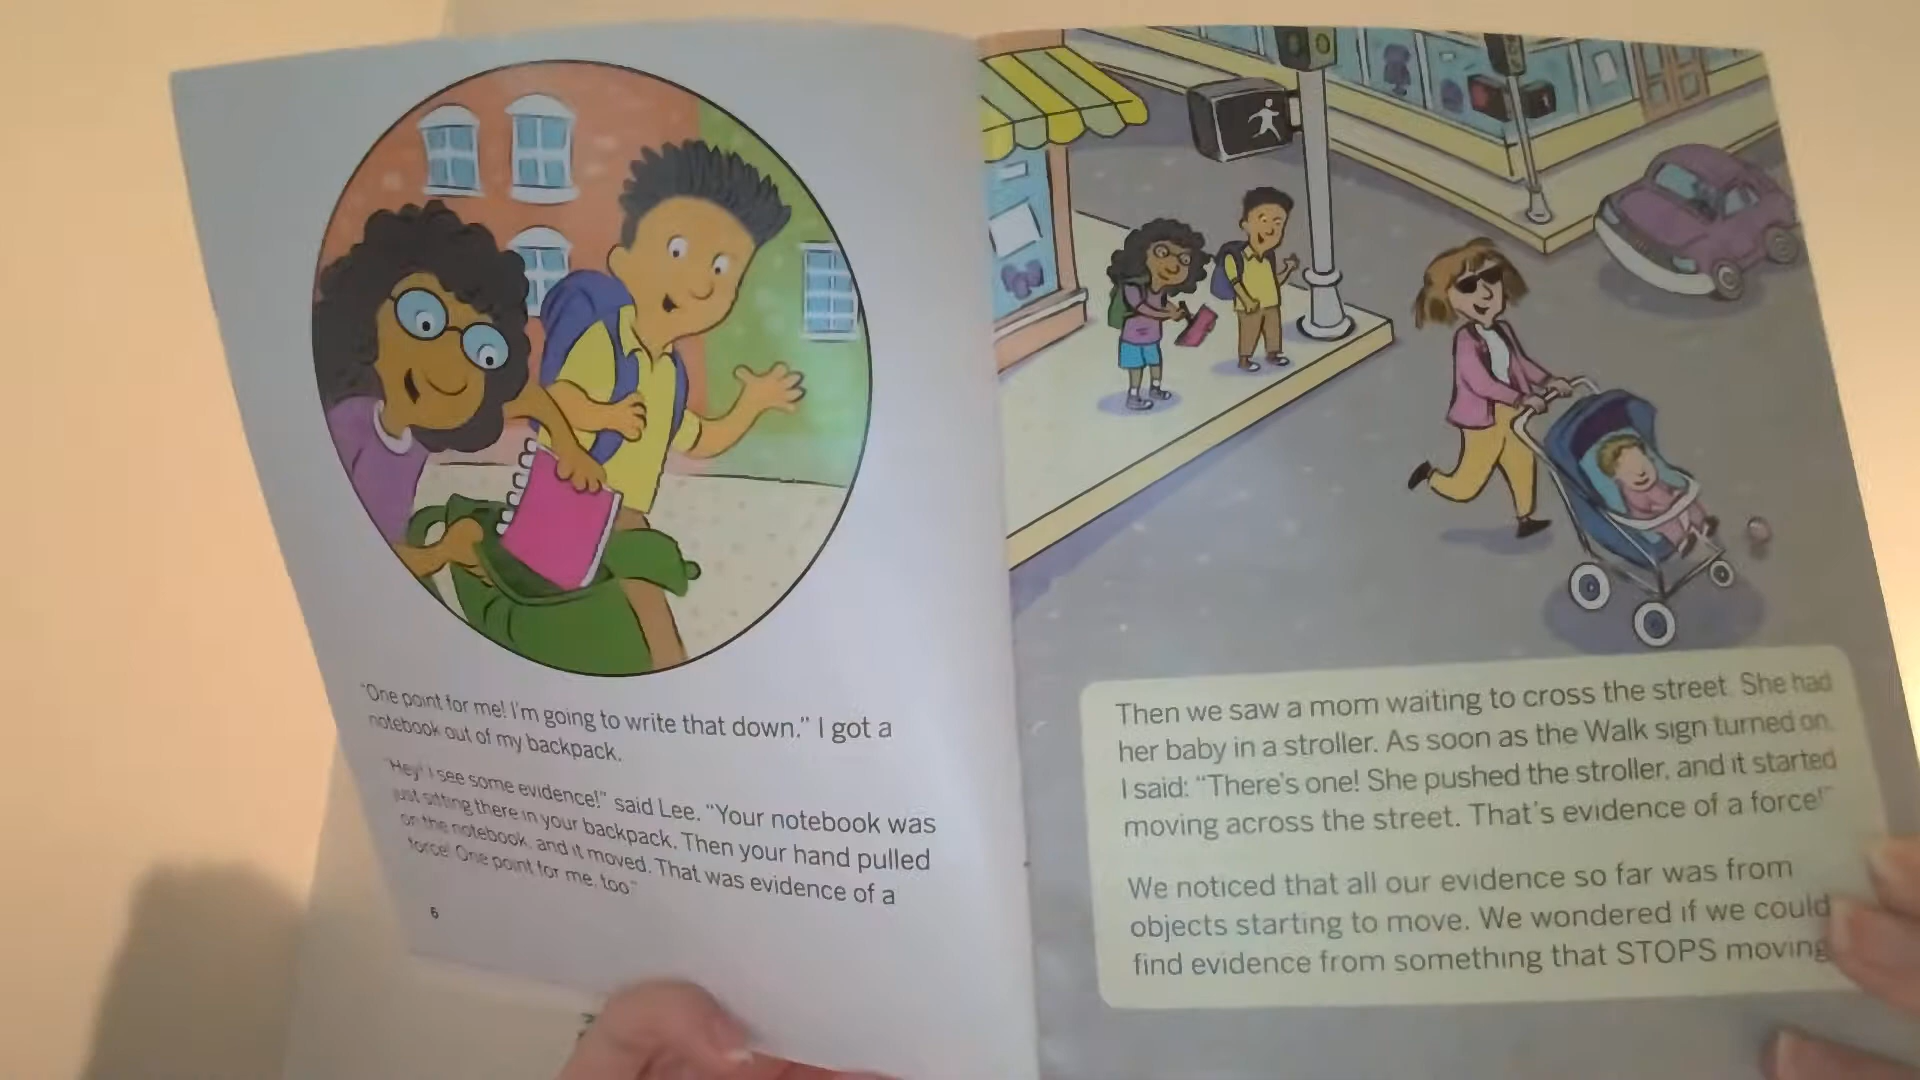 "One point for me! I'm going to write that down." I got a
notebook out of my backpack.
"Hey! I see some evidence!" said Lee. "Your notebook was
just sitting there in your backpack. Then your hand pulled
on the notebook, and it moved. That was evidence of a
force! One point for me, too"
6
Then we saw a mom waiting to cross the street. She had
her baby in a stroller. As soon as the Walk sign turned on,
I said: "There's one! She pushed the stroller, and it started
moving across the street. That's evidence of a force!"
We noticed that all our evidence so far was from
objects starting to move. We wondered if we could
find evidence from something that STOPS moving